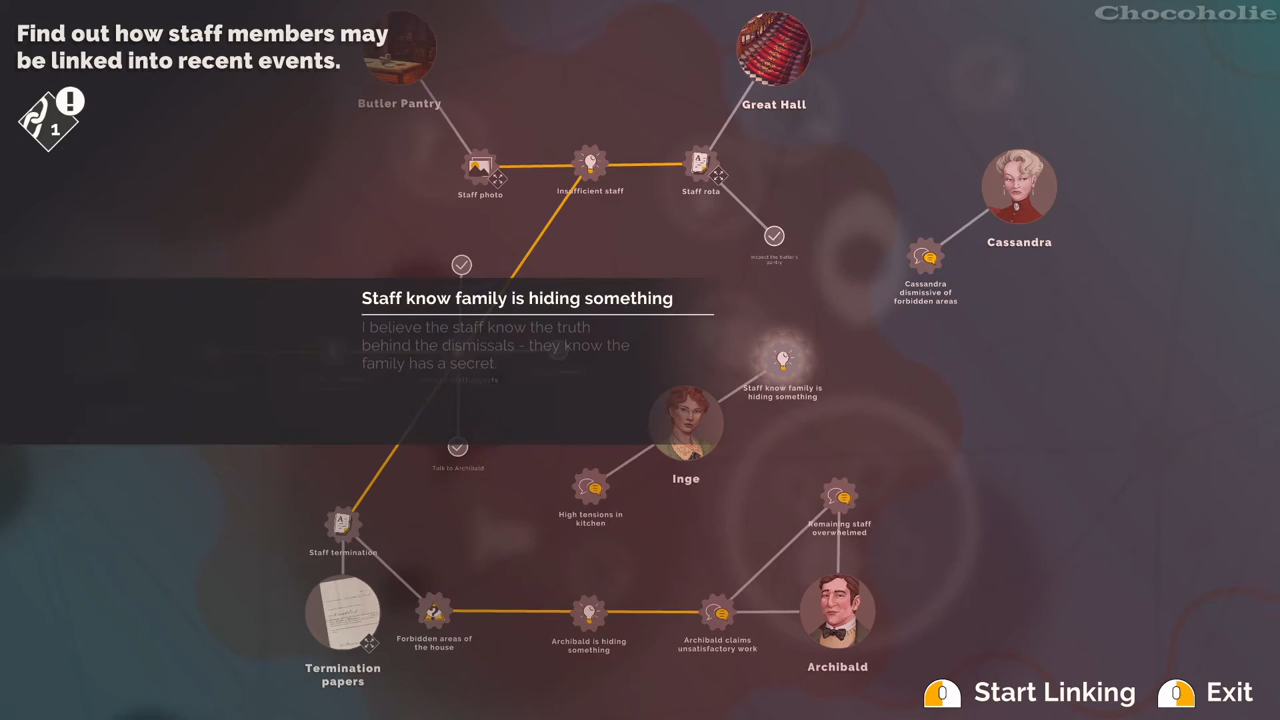 Chocoholie
Find out how staff members may
be linked into recent events.
1
Butler Pantry
Great Hall
Staff photo
Insufficient staff
Staff rota
Inspect the butler's
pantry
Cassandra
Cassandra
dismissive of
forbidden areas
Staff know family is hiding something
I believe the staff know the truth
behind the dismissals - they know the
family has a secret.
Staff know family is
hiding something
Talk to Archibald
Inge
High tensions in
kitchen
Remaining staff
overwhelmed
Staff termination
Forbidden areas of
the house
Archibald is hiding
something
Archibald claims
unsatisfactory work
Termination
papers
Archibald
Start Linking
Exit